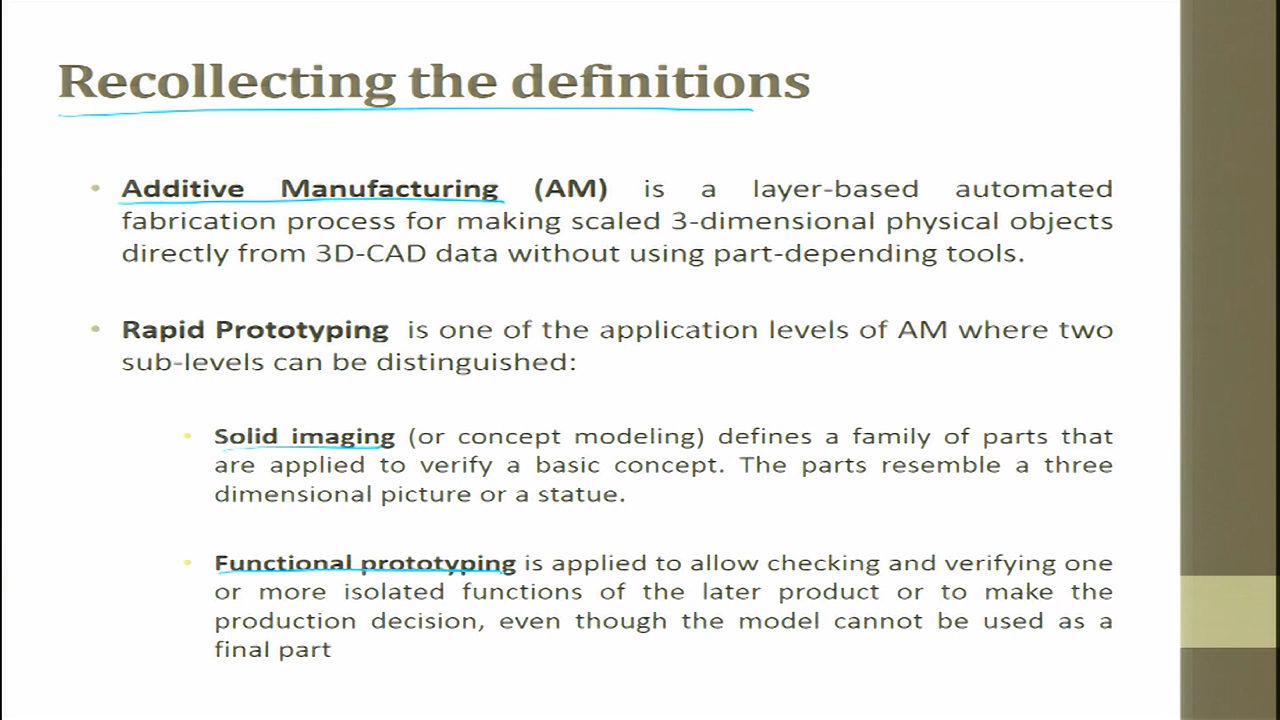 Recollecting the definitions
• Additive Manufacturing (AM) is a layer-based automated
fabrication process for making scaled 3-dimensional physical objects
directly from 3D-CAD data without using part-depending tools.
• Rapid Prototyping is one of the application levels of AM where two
sub-levels can be distinguished:
• Solid imaging (or concept modeling) defines a family of parts that
are applied to verify a basic concept. The parts resemble a three
dimensional picture or a statue.
• Functional prototyping is applied to allow checking and verifying one
or more isolated functions of the later product or to make the
production decision, even though the model cannot be used as a
final part